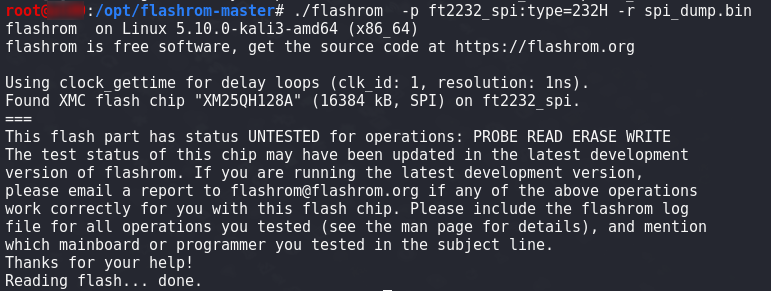 root@:/opt/flashrom-master# ./flashrom  -p ft2232_spi:type=232H -r spi_dump.bin
flashrom  on Linux 5.10.0-kali3-amd64 (x86_64)
flashrom is free software, get the source code at https://flashrom.org

Using clock_gettime for delay loops (clk_id: 1, resolution: 1ns).
Found XMC flash chip "XM25QH128A" (16384 kB, SPI) on ft2232_spi.
===
This flash part has status UNTESTED for operations: PROBE READ ERASE WRITE
The test status of this chip may have been updated in the latest development
version of flashrom. If you are running the latest development version,
please email a report to flashrom@flashrom.org if any of the above operations
work correctly for you with this flash chip. Please include the flashrom log
file for all operations you tested (see the man page for details), and mention
which mainboard or programmer you tested in the subject line.
Thanks for your help!
Reading flash... done.